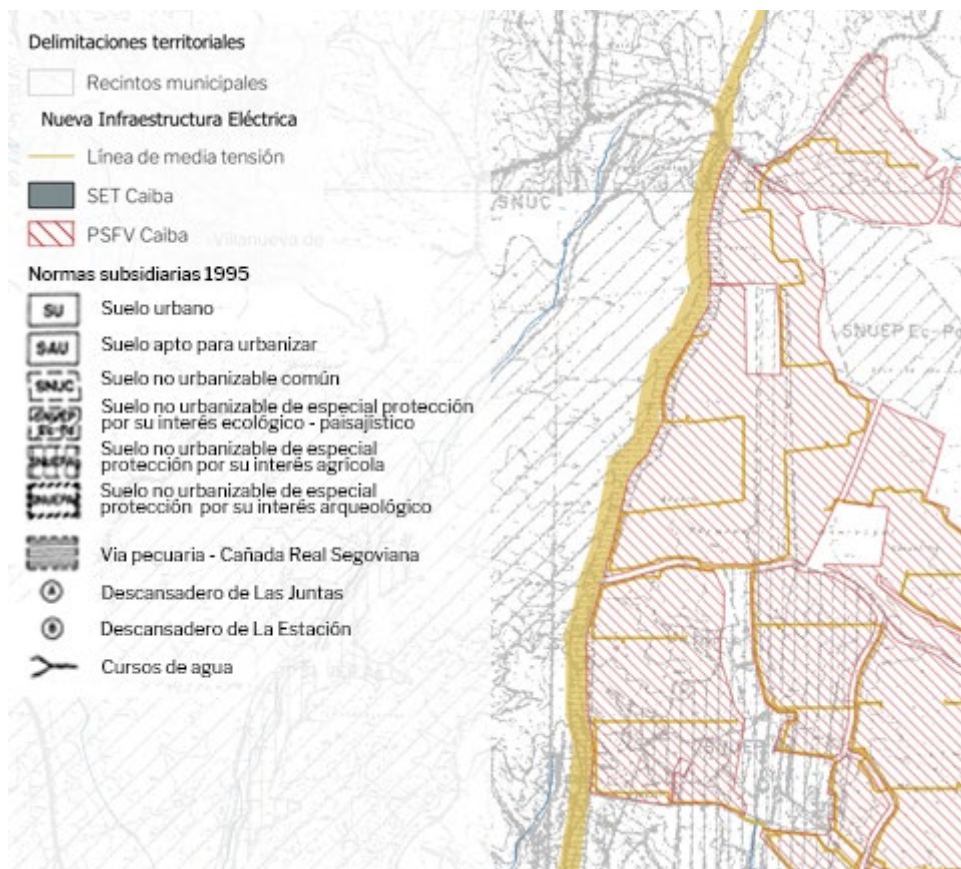 Delimitaciones territoriales
Recintos municipales
Nueva Infraestructura Eléctrica
Línea de media tensión
SET Caiba
PSFV Caiba
Villanueva de
Normas subsidiarias 1995
SU
Suelo urbano
SAU
Suelo apto para urbanizar
SNUC
Suelo no urbanizable común
Suelo no urbanizable de especial protección
por su interés ecológico - paisajístico
Suelo no urbanizable de especial
protección por su interés agrícola
Suelo no urbanizable de especial
protección por su interés arqueológico
Via pecuaria - Cañada Real Segoviana
A
Descansadero de Las Juntas
B
Descansadero de La Estación
Cursos de agua
SNUC
SNUEP Ec-Pa